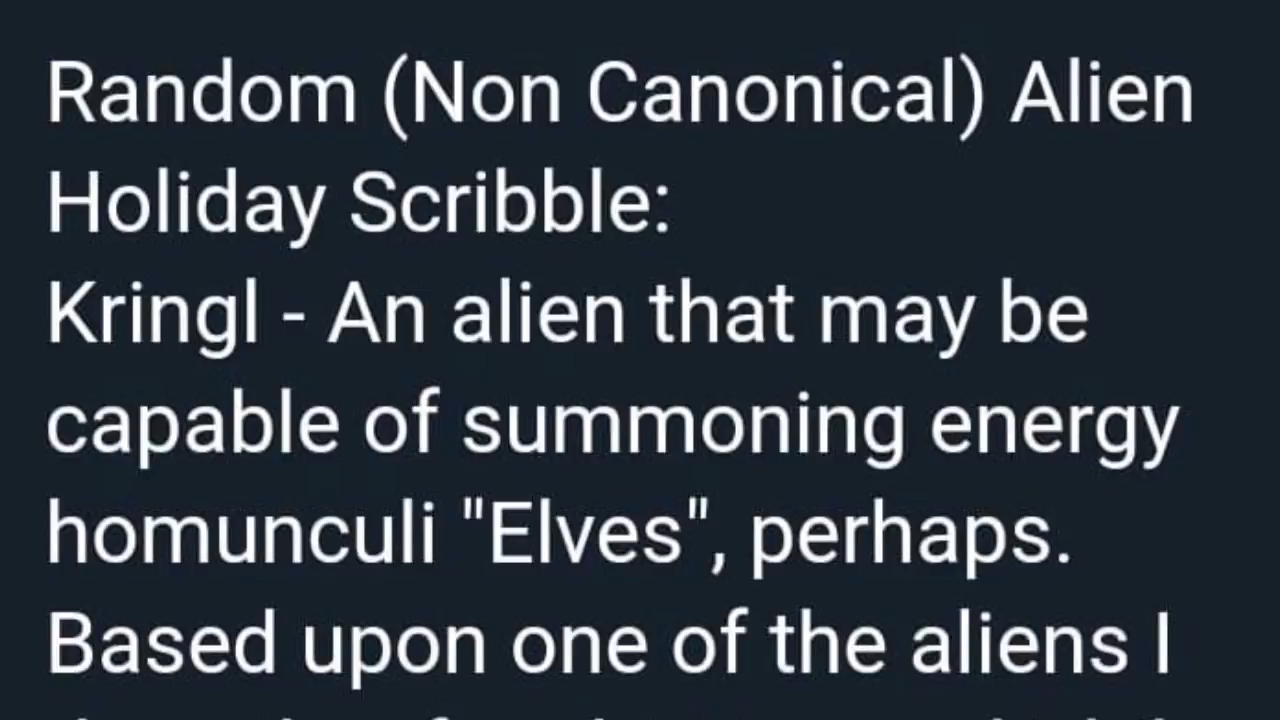 Random (Non Canonical) Alien
Holiday Scribble:
Kringl - An alien that may be
capable of summoning energy
homunculi "Elves", perhaps.
Based upon one of the aliens I